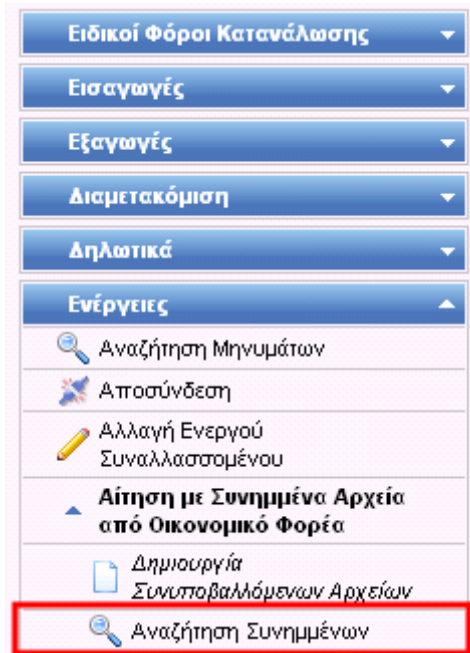 Ειδικοί Φόροι Κατανάλωσης
Εισαγωγές
Εξαγωγές
Διαμετακόμιση
Δηλωτικά
Ενέργειες
Αναζήτηση Μηνυμάτων
Αποσύνδεση
Αλλαγή Ενεργού
Συναλλασσομένου
Αίτηση με Συνημμένα Αρχεία
από Οικονομικό Φορέα
Δημιουργία
Συνυποβαλλόμενων Αρχείων
Αναζήτηση Συνημμένων